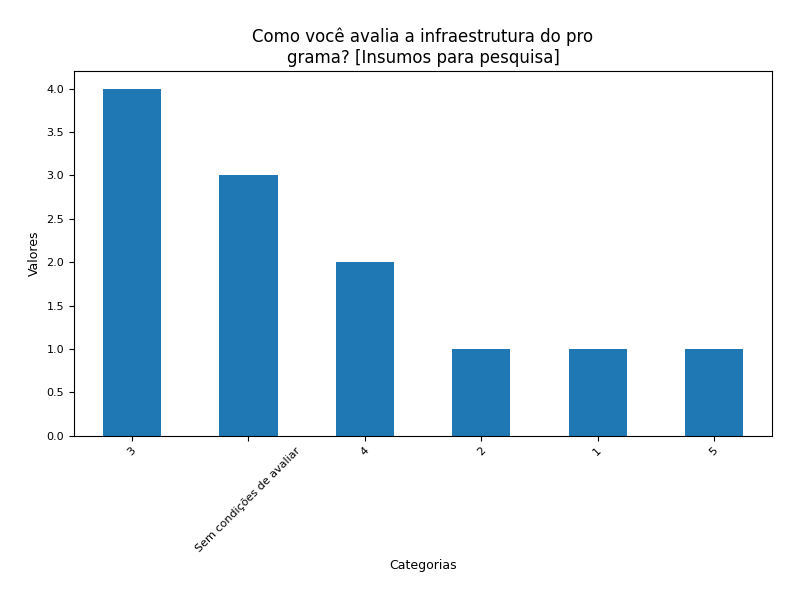 Como você avalia a infraestrutura do pro
grama? [Insumos para pesquisa]
Valores
4.0
3.5
3.0
2.5
2.0
1.5
1.0
0.5
0.0
3
Sem condições de avaliar
4
2
1
5
Categorias